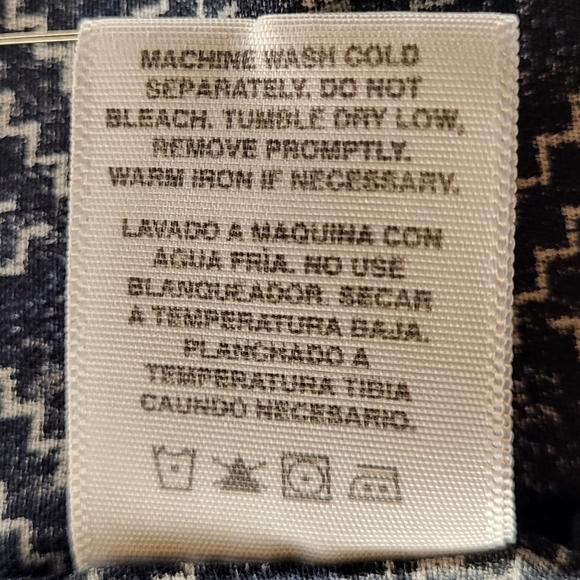 MACHINE WASH COLD
SEPARATELY. DO NOT
BLEACH. TUMBLE DRY LOW,
REMOVE PROMPTLY.
WARM IRON IF NECESSARY.
LAVADO A MAQUINA CON
AGUA FRIA. NO USE
BLANQUEADOR. SECAR
A TEMPERATURA BAJA.
PLANCHADO A
TEMPERATURA TIBIA
CAUNDO NECESARIO.